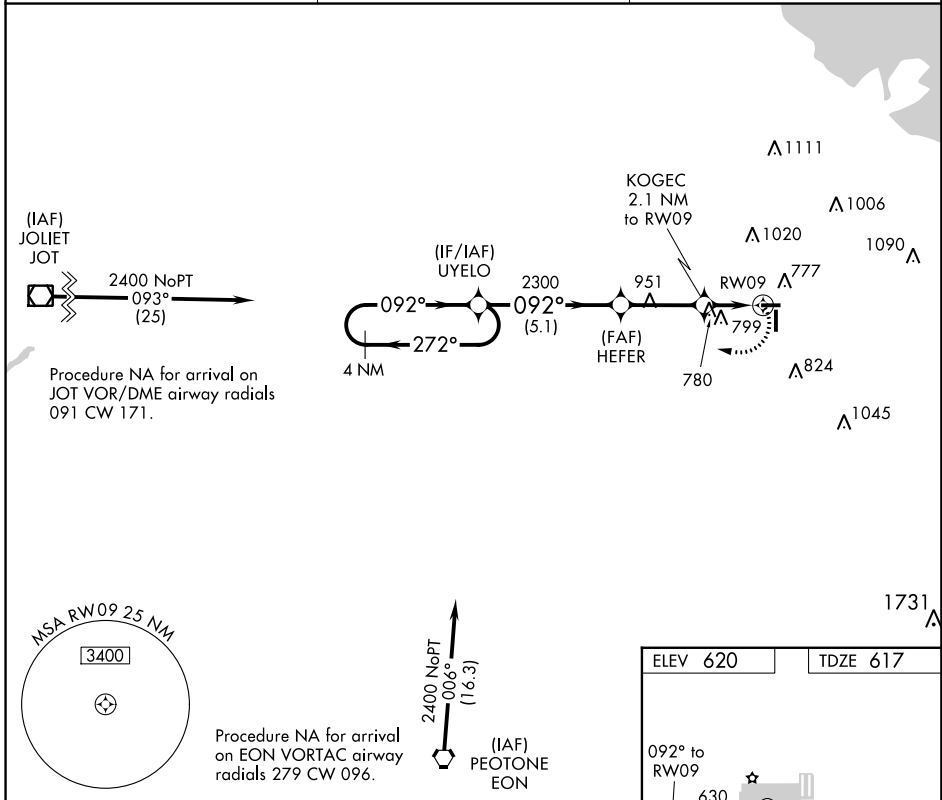 1111
KOGEC
2.1 NM
to RW09
1006
(IAF)
JOLIET
JOT
1020
1090
(IF/IAF)
UYELO
2400 NoPT
093°
(25)
2300
092°
092°
(5.1)
951
RW09
777
799
272°
4 NM
(FAF)
HEFER
780
824
1045
Procedure NA for arrival on
JOT VOR/DME airway radials
091 CW 171.
1731
MSA RW09 25 NM
3400
2400 NoPT
006°
(16.3)
ELEV 620
TDZE 617
Procedure NA for arrival
on EON VORTAC airway
radials 279 CW 096.
(IAF)
PEOTONE
EON
092° to
RW09
630